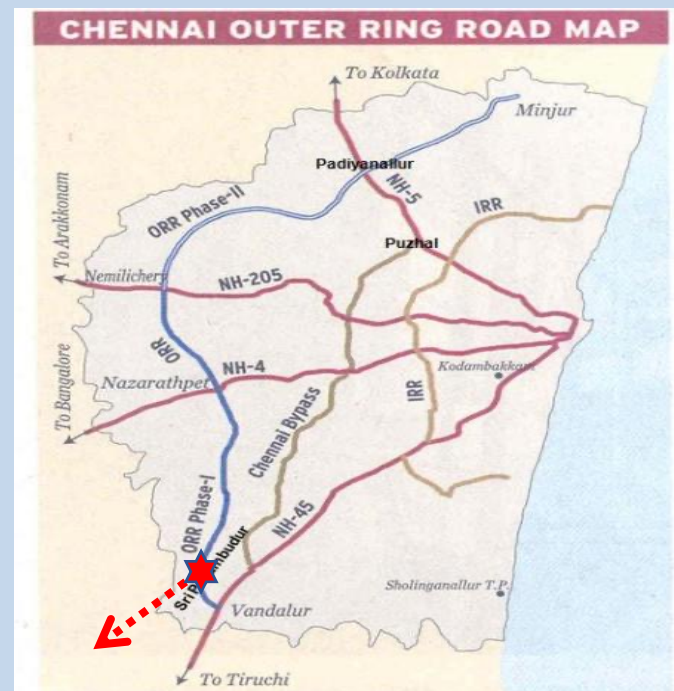 CHENNAI OUTER RING ROAD MAP
To Kolkata
Minjur
Padiyanallur
NH-5
ORR Phase-II
IRR
Puzhal
To Arakkonam
Nemilichery
NH-205
ORR
NH-4
Kodambakkam
Nazarathpet
To Bangalore
IRR
Chennai Bypass
ORR Phase-I
NH-45
Sholinganallur T.P.
Vandalur
To Tiruchi